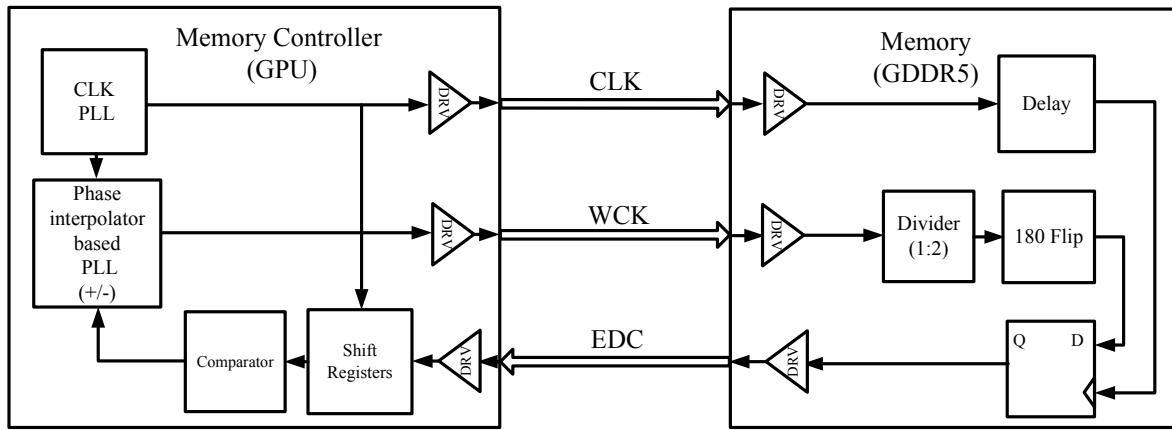 Memory Controller
(GPU)
CLK
PLL
DRV
Phase
interpolator
based
PLL
(+/-)
DRV
Comparator
Shift
Registers
DRV
CLK
WCK
EDC
Memory
(GDDR5)
DRV
Delay
DRV
Divider
(1:2)
180 Flip
DRV
Q
D